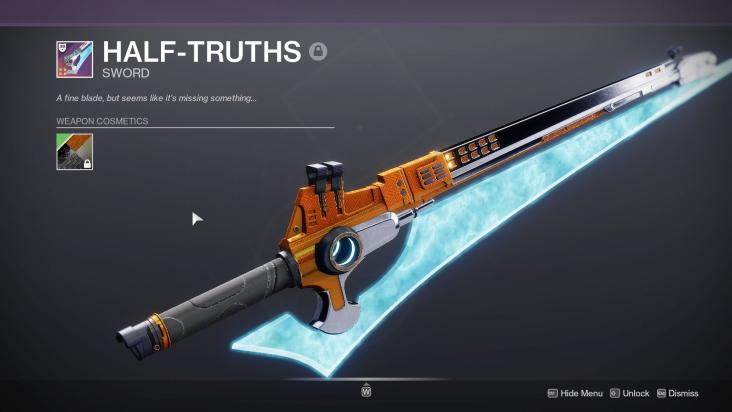 HALF-TRUTHS
SWORD
A fine blade, but seems like it's missing something...
WEAPON COSMETICS
W
Hide Menu
Unlock
Dismiss